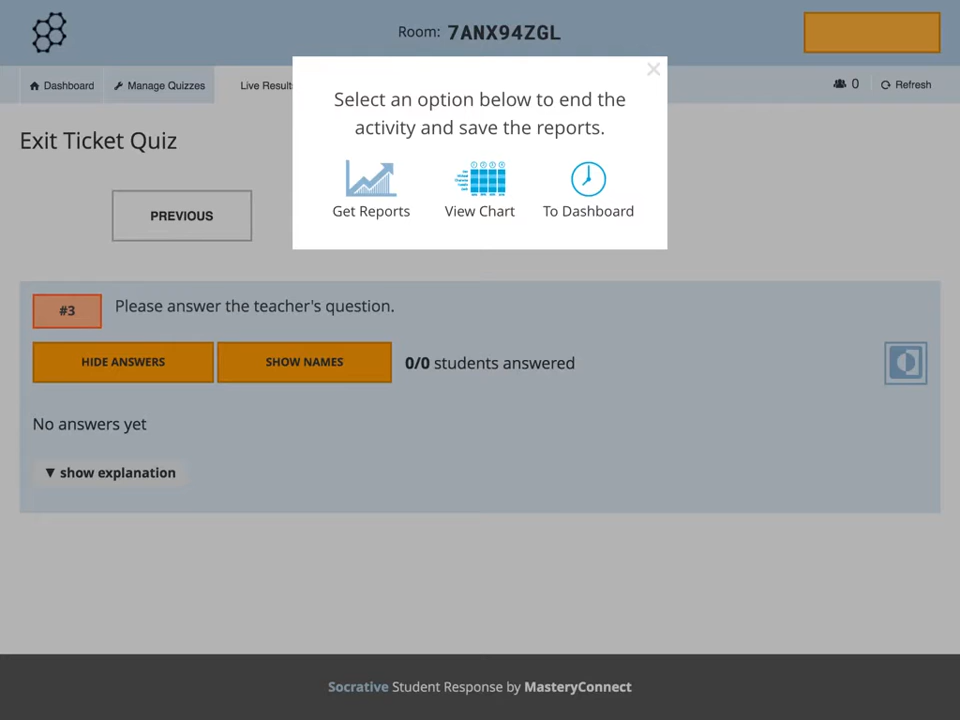 Room: 7ANX94ZGL
Dashboard
Manage Quizzes
Live Result
0
Refresh
Select an option below to end the
activity and save the reports.
Get Reports
View Chart
To Dashboard
Exit Ticket Quiz
PREVIOUS
#3
Please answer the teacher's question.
HIDE ANSWERS
SHOW NAMES
0/0 students answered
No answers yet
▼ show explanation
Socrative Student Response by MasteryConnect